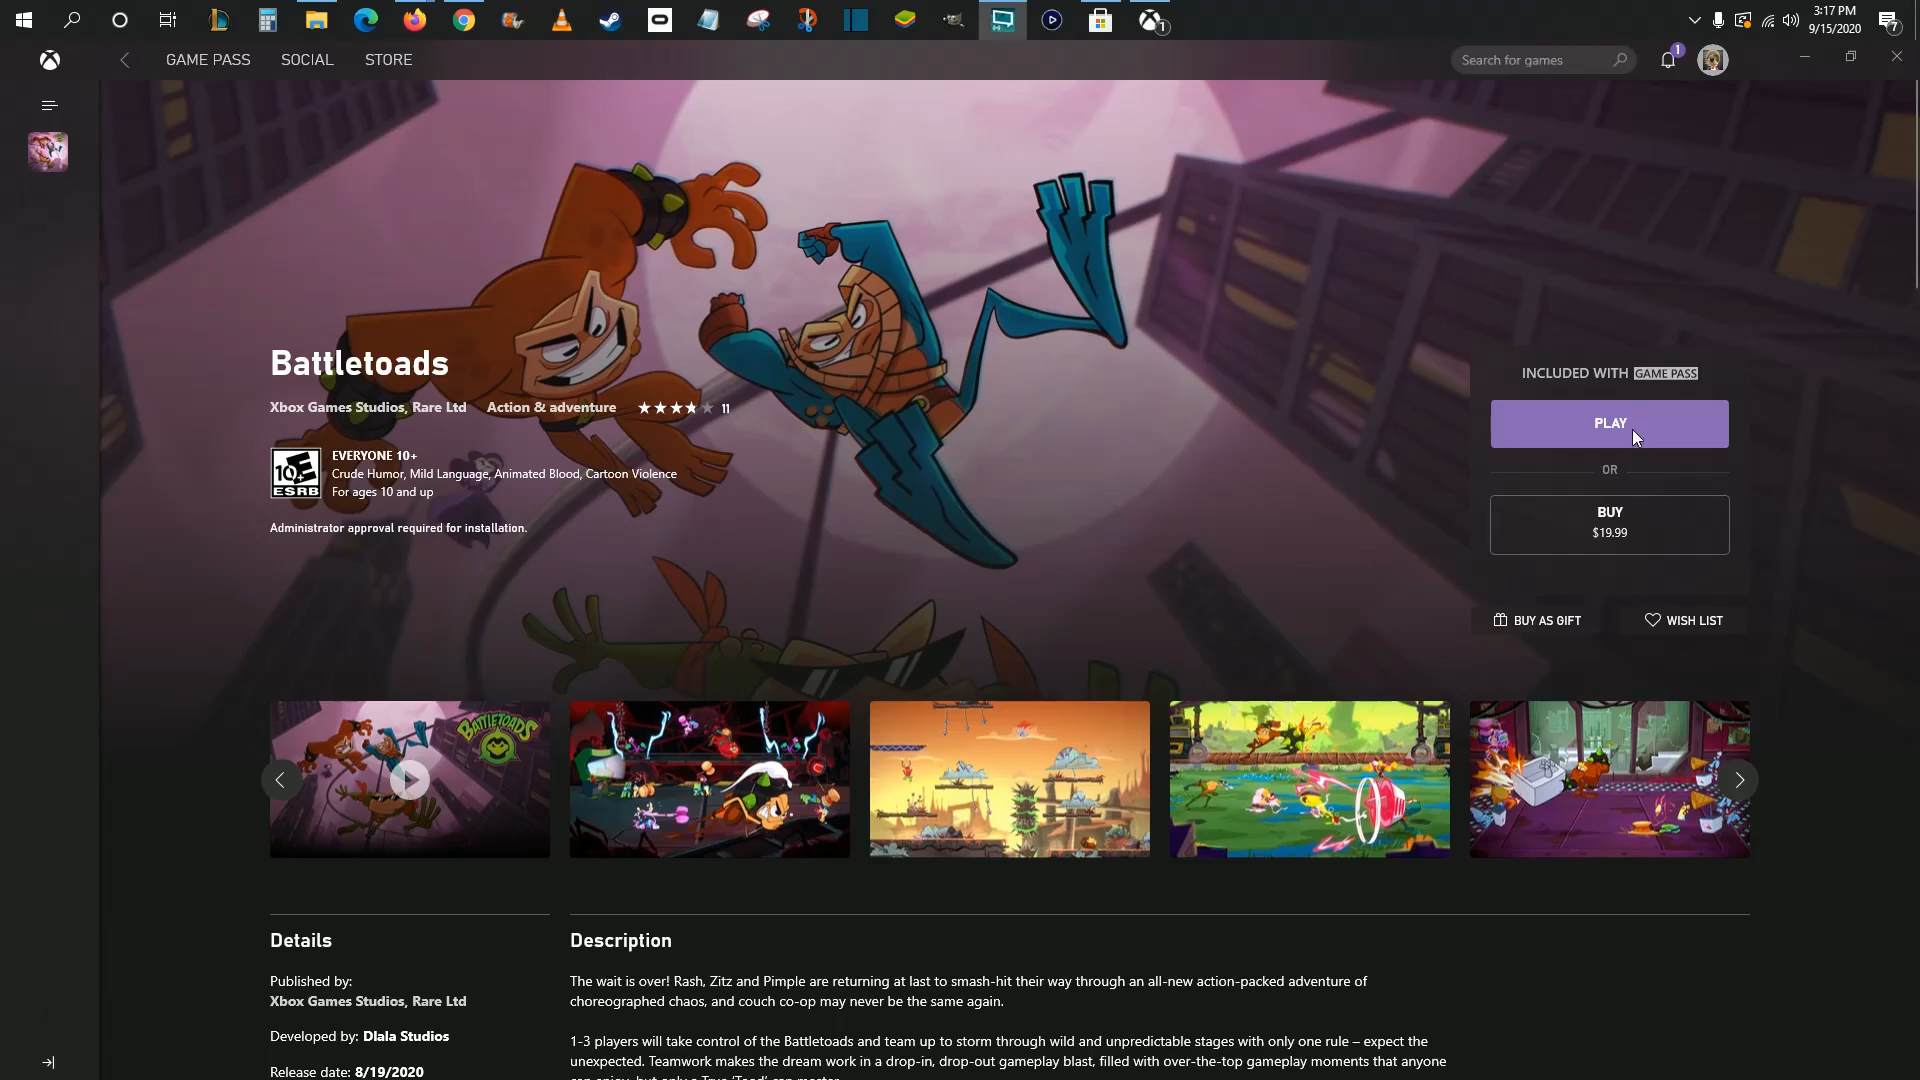 3:17 PM
9/15/2020
1
7
GAME PASS
SOCIAL
STORE
Search for games
1
Battletoads
Xbox Games Studios, Rare Ltd
Action & adventure
11
INCLUDED WITH GAME PASS
PLAY
OR
BUY
$19.99
BUY AS GIFT
WISH LIST
E
10+
ESRB
EVERYONE 10+
Crude Humor, Mild Language, Animated Blood, Cartoon Violence
For ages 10 and up
Administrator approval required for installation.
BATTLETOADS
Details
Published by:
Xbox Games Studios, Rare Ltd
Developed by: Dlala Studios
Release date: 8/19/2020
Description
The wait is over! Rash, Zitz and Pimple are returning at last to smash-hit their way through an all-new action-packed adventure of
choreographed chaos, and couch co-op may never be the same again.
1-3 players will take control of the Battletoads and team up to storm through wild and unpredictable stages with only one rule – expect the
unexpected. Teamwork makes the dream work in a drop-in, drop-out gameplay blast, filled with over-the-top gameplay moments that anyone